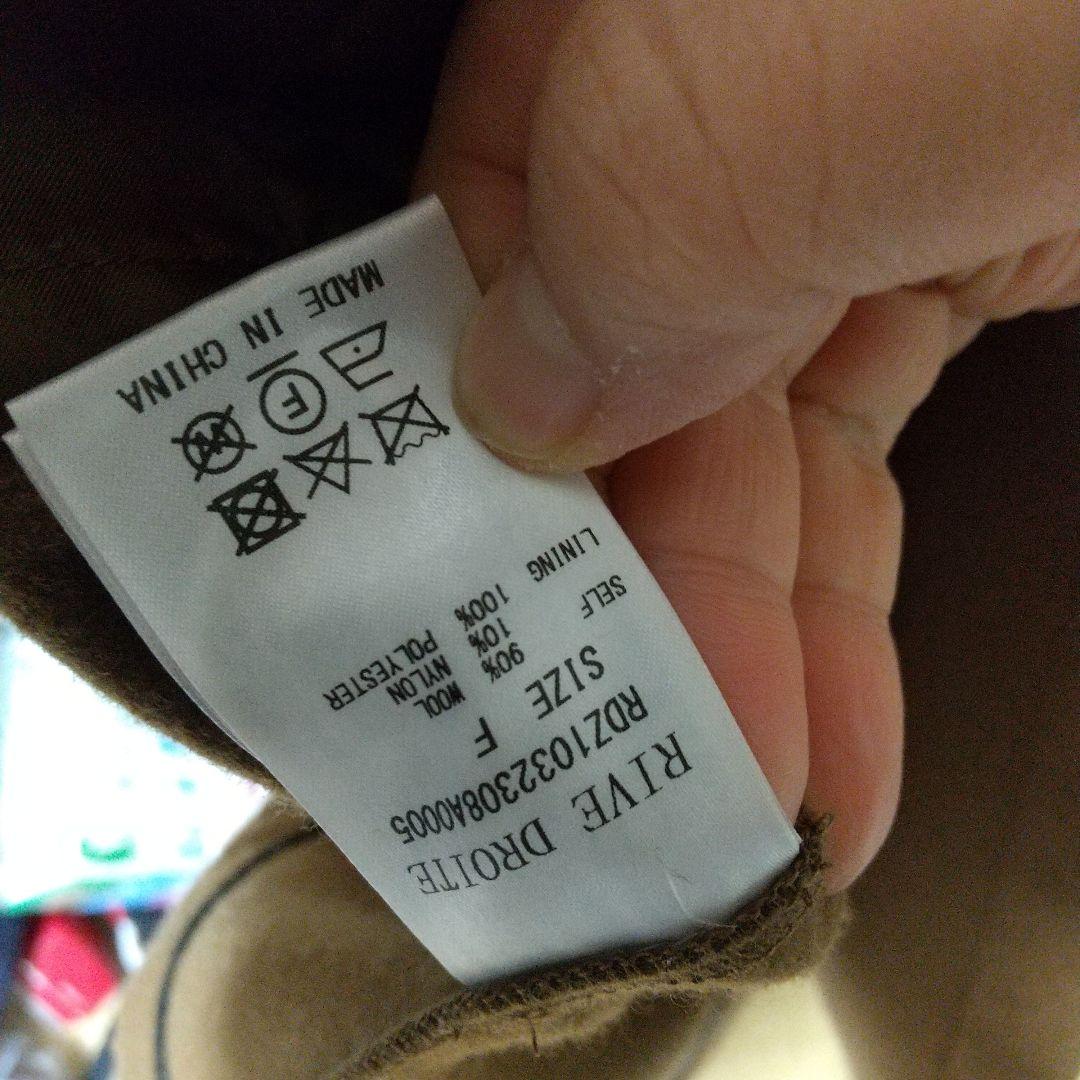 RIVE DROITE
RDZ1032308A0005
SIZE F
SELF
90% WOOL
10% NYLON
LINING
100% POLYESTER
F
W
MADE IN CHINA